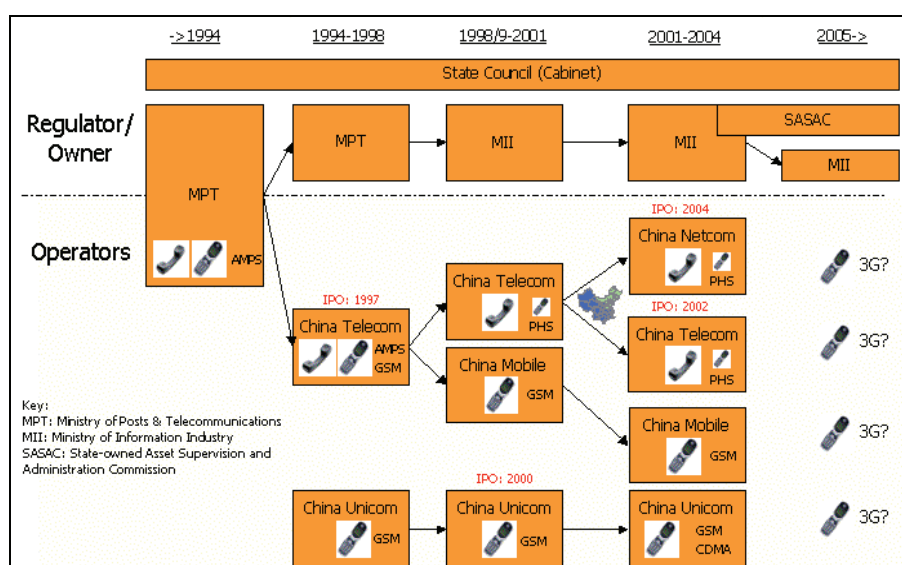 ->1994
1994-1998
1998/9-2001
2001-2004
2005->
State Council (Cabinet)
Regulator/
Owner
MPT
MPT
MII
MII
SASAC
MII
Operators
AMPS
IPO: 1997
China Telecom
AMPS
GSM
China Telecom
PHS
China Mobile
GSM
IPO: 2004
China Netcom
PHS
IPO: 2002
China Telecom
PHS
China Mobile
GSM
3G?
3G?
3G?
3G?
Key:
MPT: Ministry of Posts & Telecommunications
MII: Ministry of Information Industry
SASAC: State-owned Asset Supervision and
Administration Commission
China Unicom
GSM
IPO: 2000
China Unicom
GSM
China Unicom
GSM
CDMA